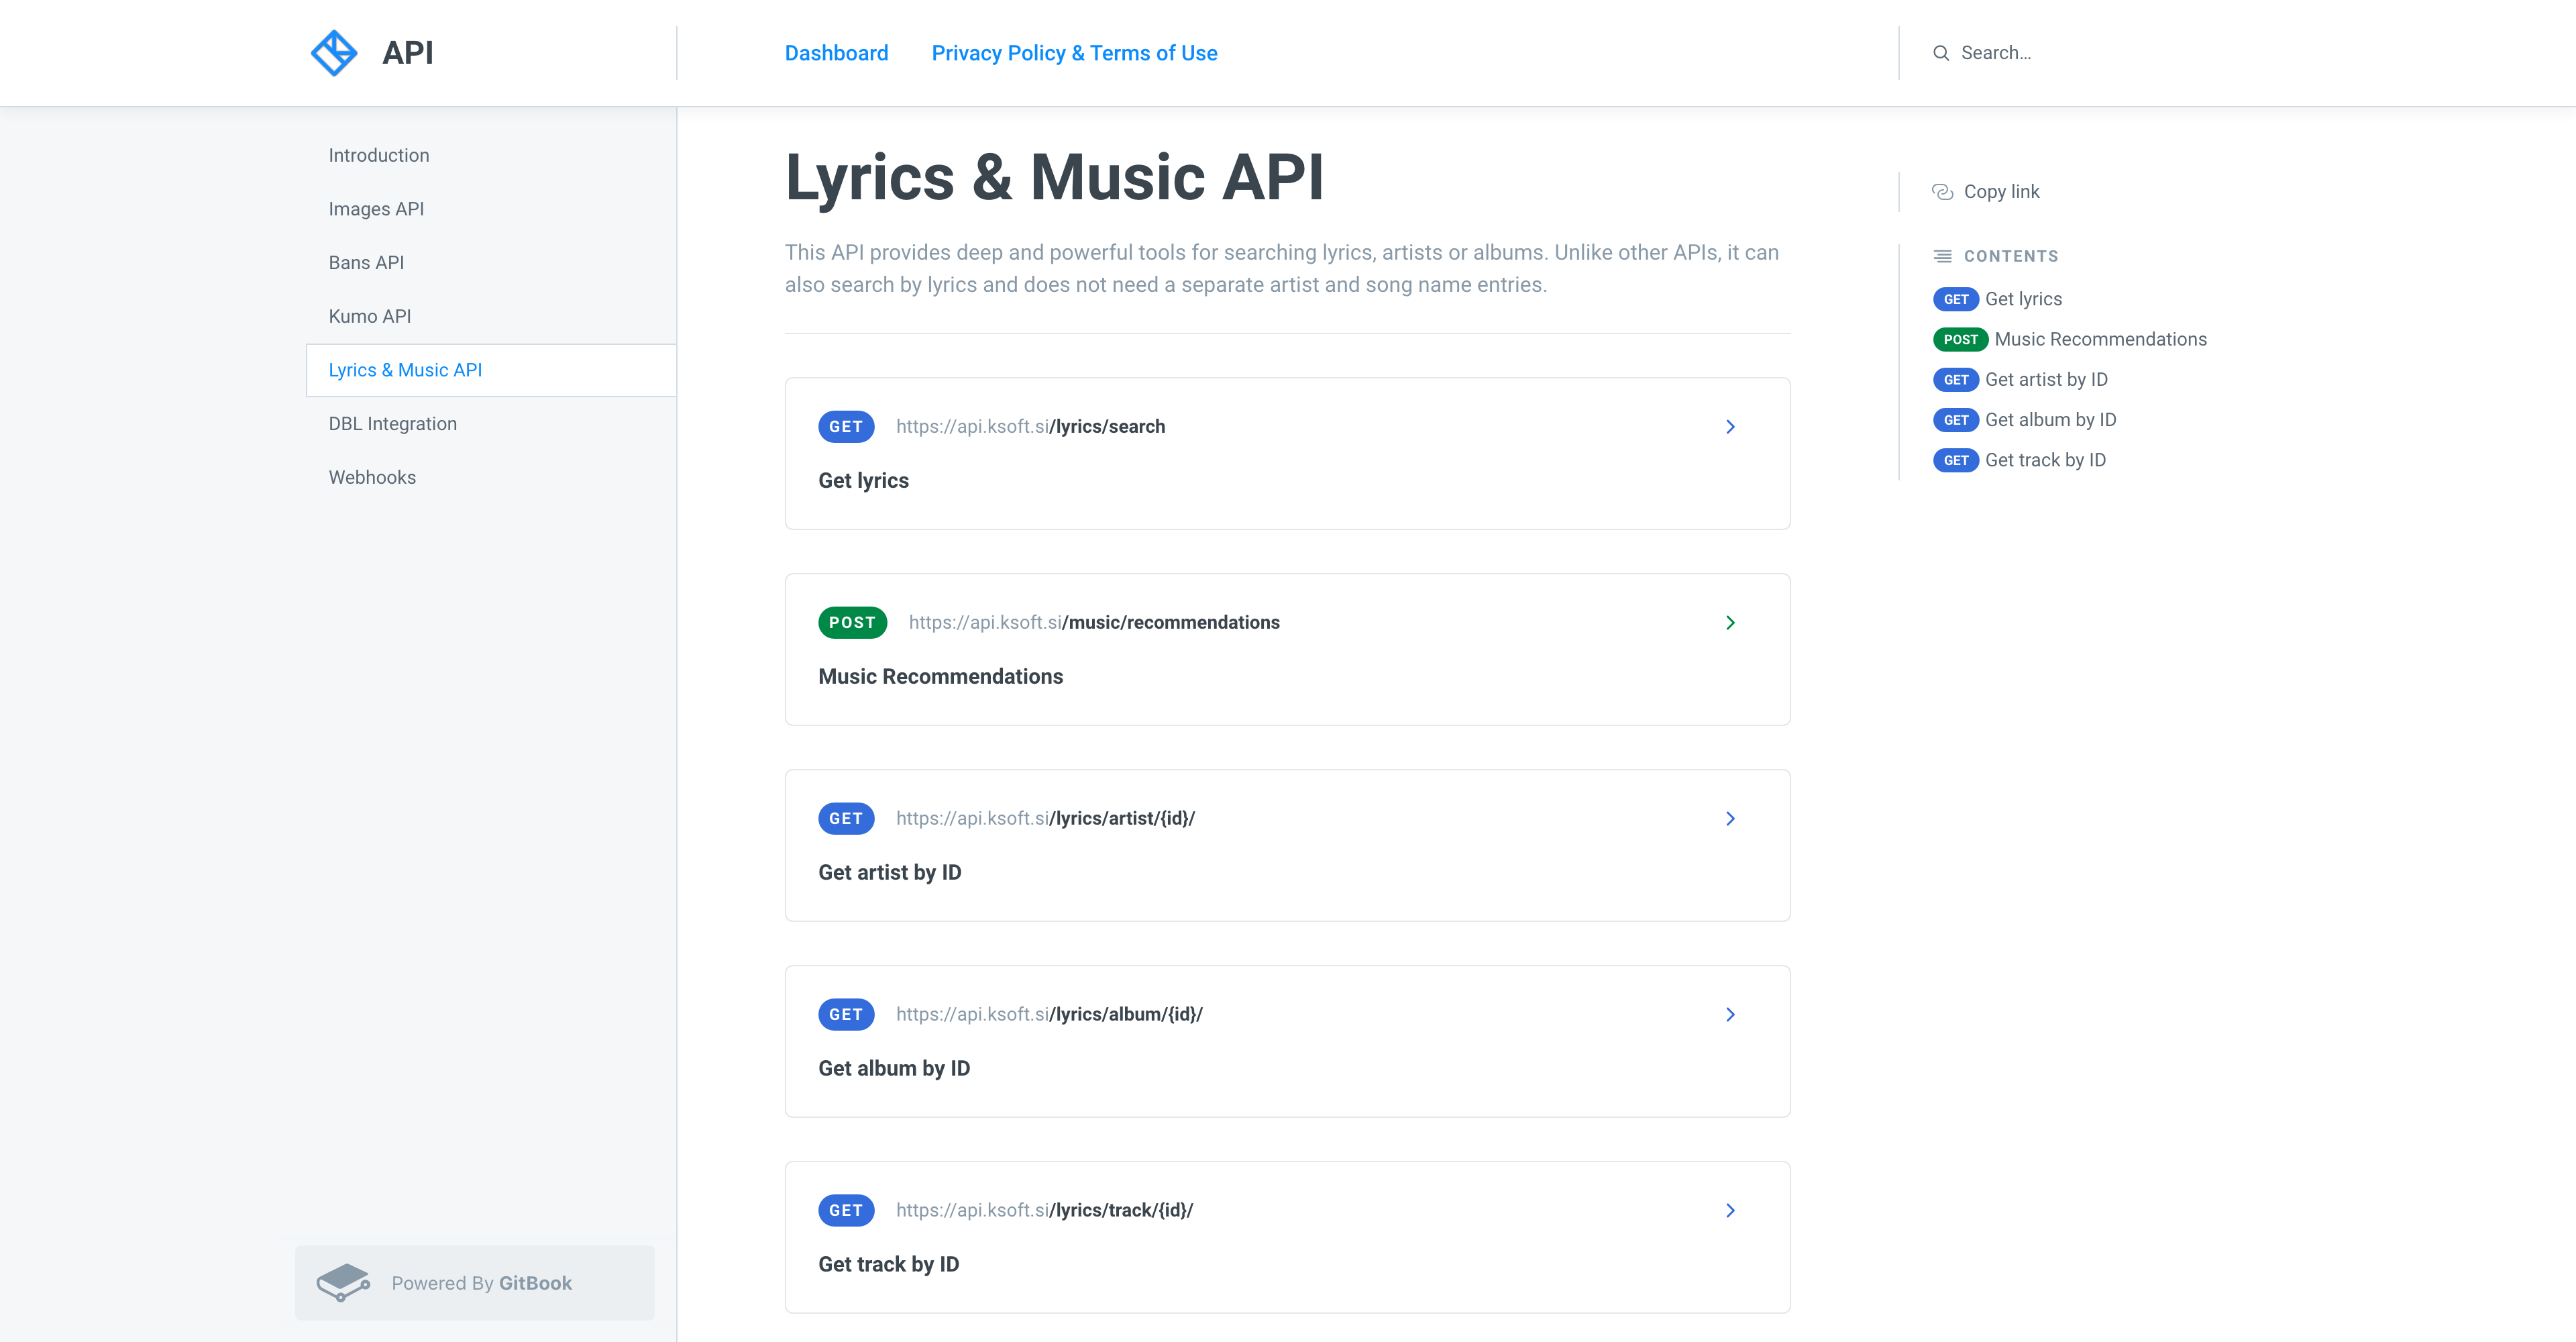 API
Dashboard
Privacy Policy & Terms of Use
Search...
Introduction
Images API
Bans API
Kumo API
Lyrics & Music API
DBL Integration
Webhooks
Powered By GitBook
Lyrics & Music API
This API provides deep and powerful tools for searching lyrics, artists or albums. Unlike other APIs, it can
also search by lyrics and does not need a separate artist and song name entries.
GET https://api.ksoft.si/lyrics/search
Get lyrics
POST https://api.ksoft.si/music/recommendations
Music Recommendations
GET https://api.ksoft.si/lyrics/artist/{id}/
Get artist by ID
GET https://api.ksoft.si/lyrics/album/{id}/
Get album by ID
GET https://api.ksoft.si/lyrics/track/{id}/
Get track by ID
Copy link
CONTENTS
GET Get lyrics
POST Music Recommendations
GET Get artist by ID
GET Get album by ID
GET Get track by ID